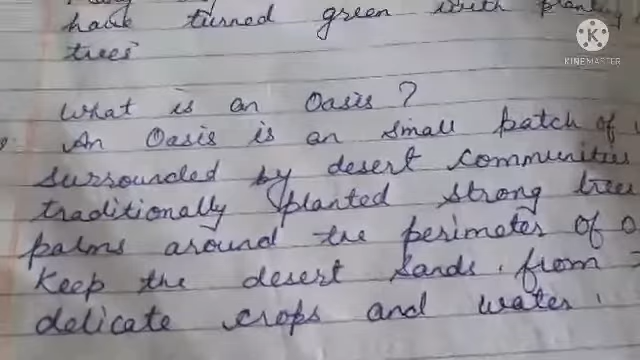 have turned green with planting
trees
What is an Oasis?
An Oasis is an small patch of
surrounded by desert communities
traditionally planted strong trees
palms around the perimeter of
keep the desert sands, from
delicate crops and water.
KINEMASTER